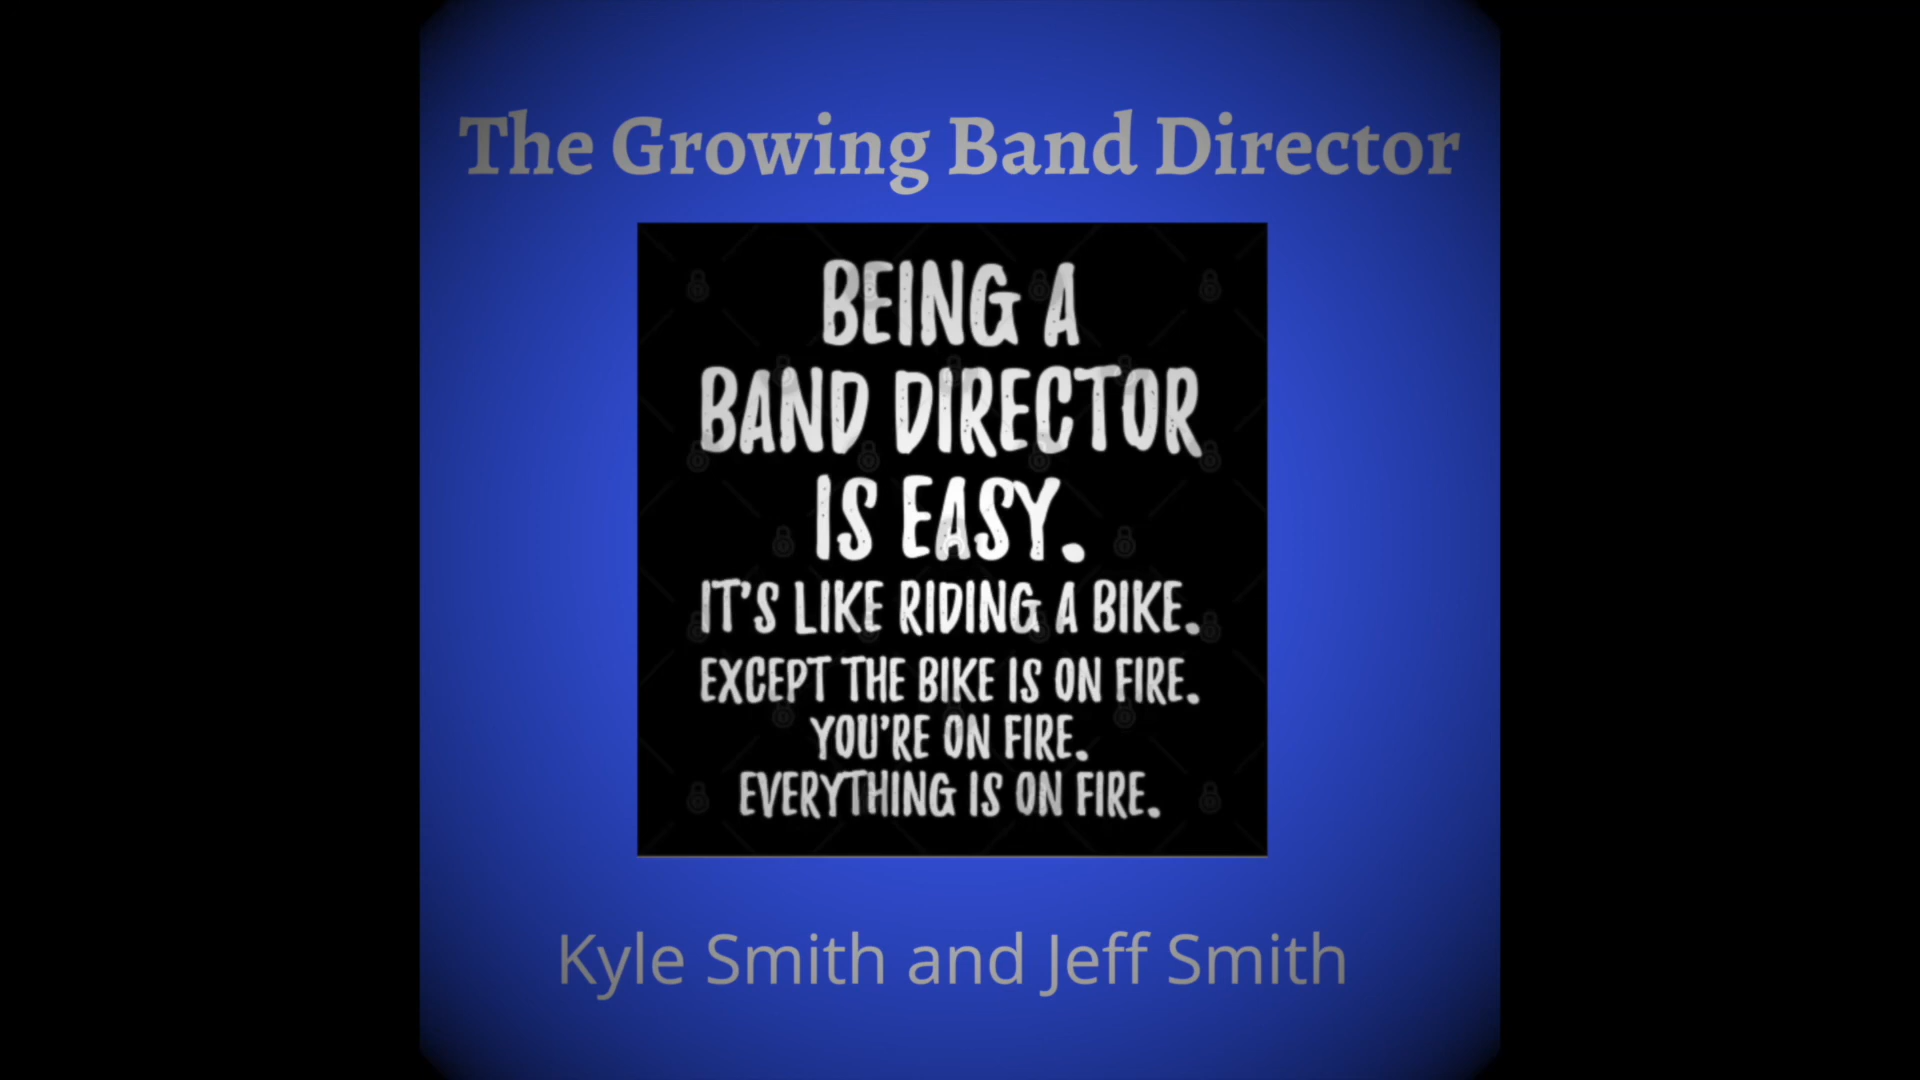 The Growing Band Director
BEING A
BAND DIRECTOR
IS EASY.
IT'S LIKE RIDING A BIKE.
EXCEPT THE BIKE IS ON FIRE.
YOU'RE ON FIRE.
EVERYTHING IS ON FIRE.
Kyle Smith and Jeff Smith